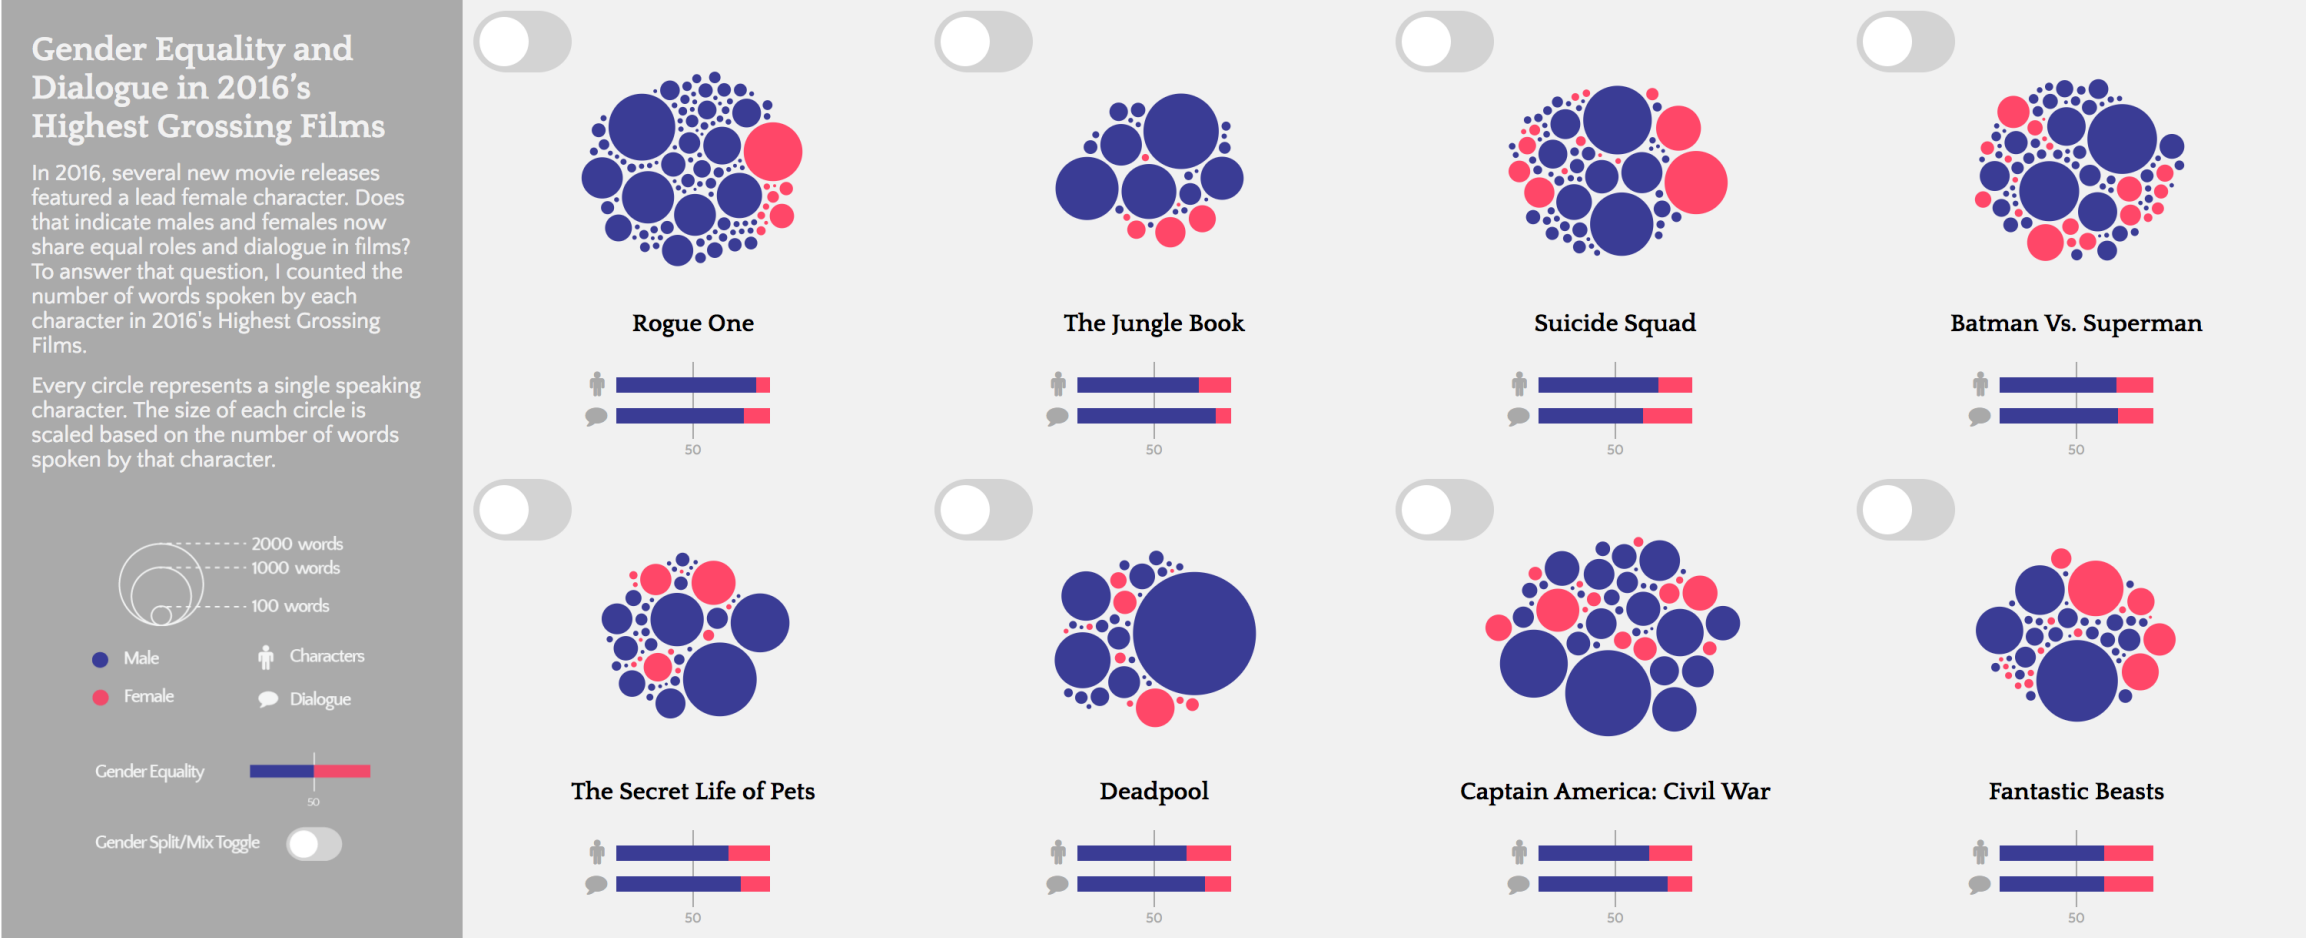 Gender Equality and
Dialogue in 2016's
Highest Grossing Films
In 2016, several new movie releases
featured a lead female character. Does
that indicate males and females now
share equal roles and dialogue in films?
To answer that question, I counted the
number of words spoken by each
character in 2016's Highest Grossing
Films.
Every circle represents a single speaking
character. The size of each circle is
scaled based on the number of words
spoken by that character.
2000 words
1000 words
100 words
Male
Characters
Female
Dialogue
Gender Equality
50
Gender Split/Mix Toggle
Rogue One
50
The Jungle Book
50
Suicide Squad
50
Batman Vs. Superman
50
The Secret Life of Pets
50
Deadpool
50
Captain America: Civil War
50
Fantastic Beasts
50